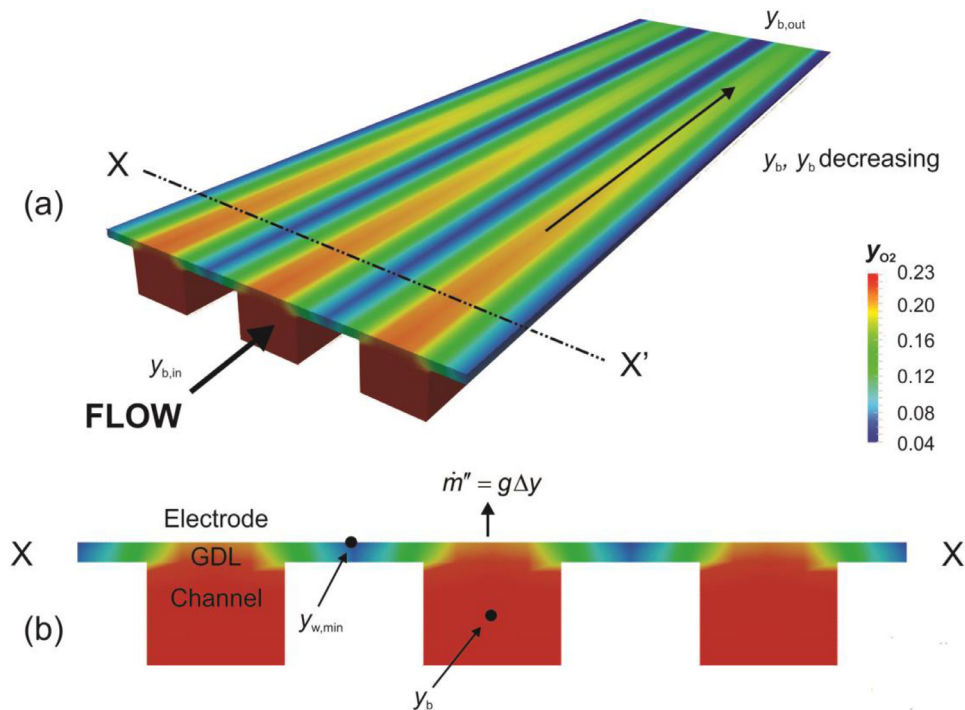 y_b,out
X
y_b, y_b decreasing
(a)
y_O2
0.23
0.20
0.16
0.12
0.08
0.04
X'
y_b,in
FLOW
ṁ″ = gΔy
Electrode
X
GDL
X
Channel
(b)
y_w,min
y_b